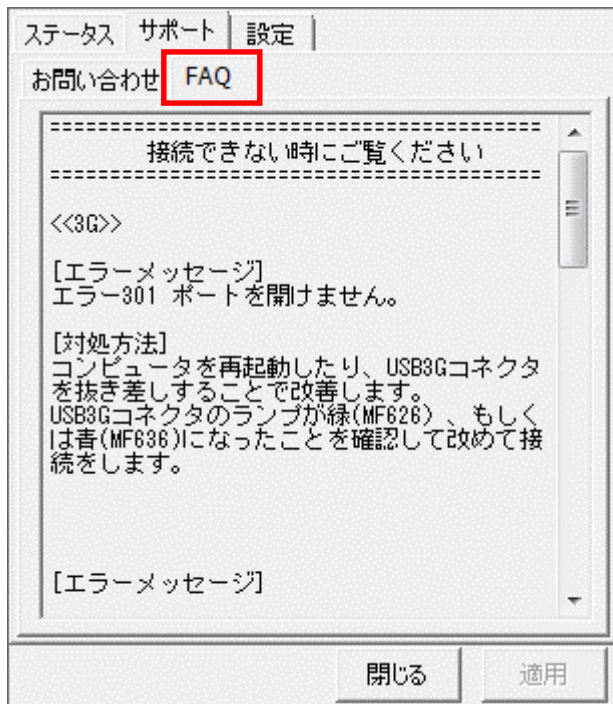 ステータス サポート 設定
お問い合わせ FAQ
==========================================
接続できない時にご覧ください
==========================================
<<3G>>
[エラーメッセージ]
エラー301 ポートを開けません。
[対処方法]
コンピュータを再起動したり、USB3Gコネクタ
を抜き差しすることで改善します。
USB3Gコネクタのランプが緑(MF626)、もしく
は青(MF636)になったことを確認して改めて接
続をします。
[エラーメッセージ]
閉じる 適用